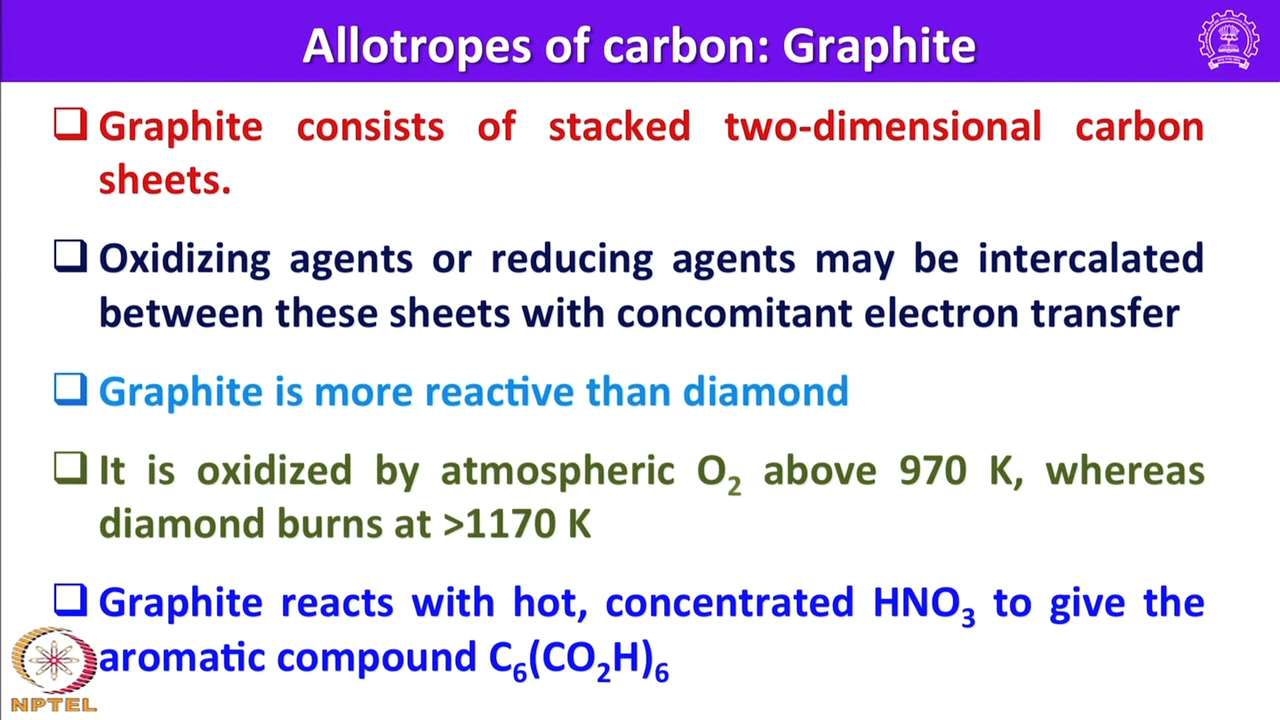 Allotropes of carbon: Graphite
Graphite consists of stacked two-dimensional carbon
sheets.
Oxidizing agents or reducing agents may be intercalated
between these sheets with concomitant electron transfer
Graphite is more reactive than diamond
It is oxidized by atmospheric O₂ above 970 K, whereas
diamond burns at >1170 K
Graphite reacts with hot, concentrated HNO₃ to give the
aromatic compound C₆(CO₂H)₆
NPTEL